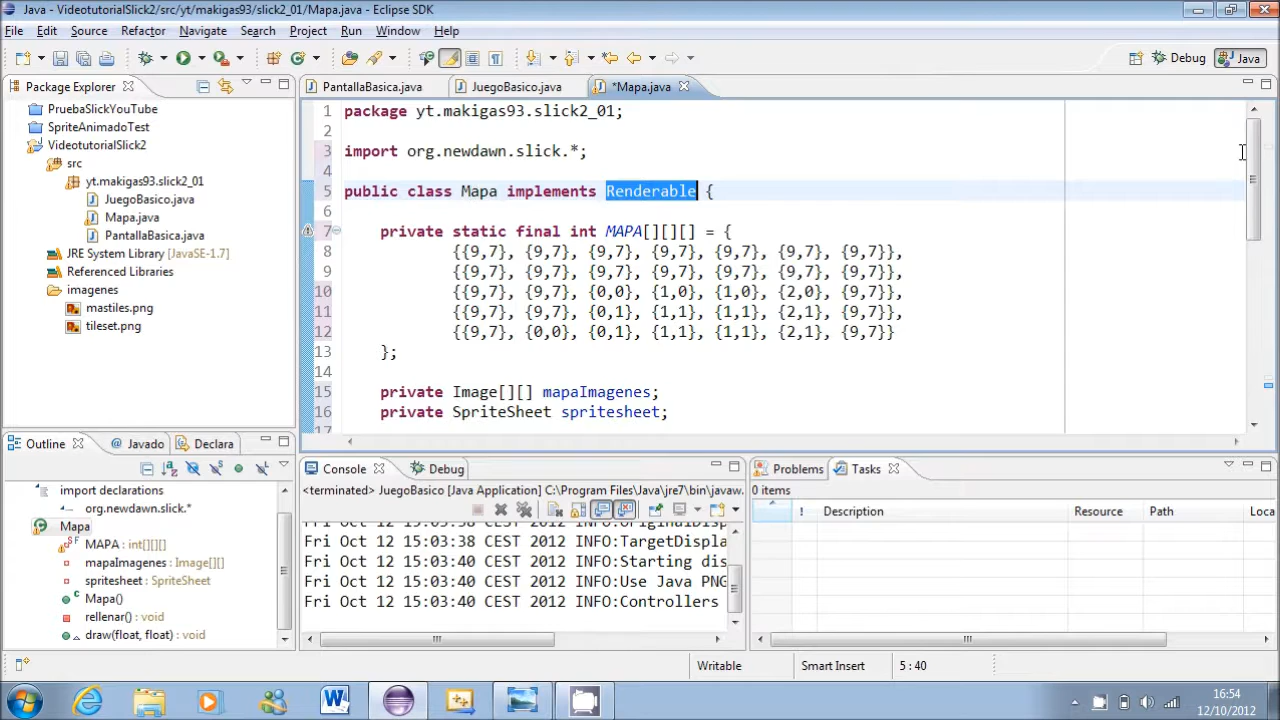 Java - VideotutorialSlick2/src/yt/makigas93/slick2_01/Mapa.java - Eclipse SDK
File Edit Source Refactor Navigate Search Project Run Window Help
Debug Java
Package Explorer
PantallaBasica.java JuegoBasico.java *Mapa.java
PruebaSlickYouTube
SpriteAnimadoTest
VideotutorialSlick2
src
yt.makigas93.slick2_01
JuegoBasico.java
Mapa.java
PantallaBasica.java
JRE System Library [JavaSE-1.7]
Referenced Libraries
imagenes
mastiles.png
tileset.png
1 package yt.makigas93.slick2_01;
2
3 import org.newdawn.slick.*;
4
5 public class Mapa implements Renderable {
6
7 private static final int MAPA[][][] = {
8 {{9,7}, {9,7}, {9,7}, {9,7}, {9,7}, {9,7}, {9,7}},
9 {{9,7}, {9,7}, {9,7}, {9,7}, {9,7}, {9,7}, {9,7}},
10 {{9,7}, {9,7}, {0,0}, {1,0}, {1,0}, {2,0}, {9,7}},
11 {{9,7}, {9,7}, {0,1}, {1,1}, {1,1}, {2,1}, {9,7}},
12 {{9,7}, {0,0}, {0,1}, {1,1}, {1,1}, {2,1}, {9,7}}
13 };
14
15 private Image[][] mapaImagenes;
16 private SpriteSheet spritesheet;
17
Outline Javado Declara
import declarations
org.newdawn.slick.*
Mapa
MAPA : int[][][]
mapaImagenes : Image[][]
spritesheet : SpriteSheet
Mapa()
rellenar() : void
draw(float, float) : void
Console Debug
<terminated> JuegoBasico [Java Application] C:\Program Files\Java\jre7\bin\javaw.
Fri Oct 12 15:03:38 CEST 2012 INFO:OriginalDisp
Fri Oct 12 15:03:38 CEST 2012 INFO:TargetDispla
Fri Oct 12 15:03:40 CEST 2012 INFO:Starting dis
Fri Oct 12 15:03:40 CEST 2012 INFO:Use Java PNG
Fri Oct 12 15:03:40 CEST 2012 INFO:Controllers
Problems Tasks
0 items
! Description Resource Path Loca
Writable Smart Insert 5 : 40
16:54
12/10/2012